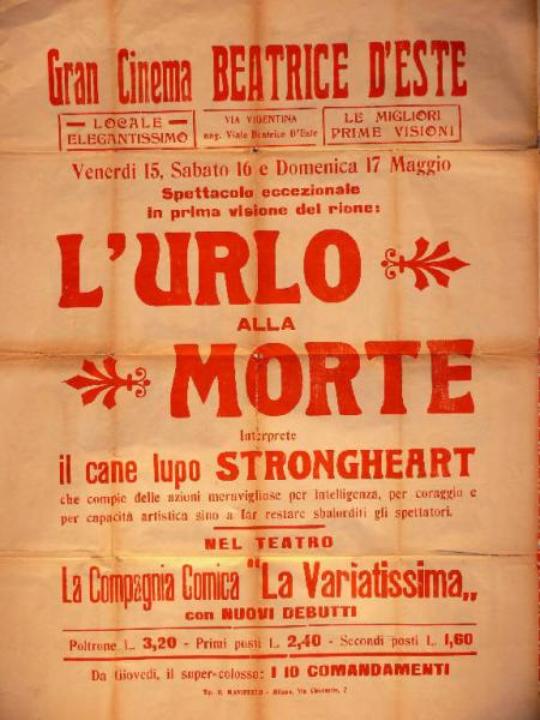 Gran Cinema BEATRICE D'ESTE
LOCALE
ELEGANTISSIMO
VIA VIGENTINA
ang. Viale Beatrice D'Este
LE MIGLIORI
PRIME VISIONI
Venerdì 15, Sabato 16 e Domenica 17 Maggio
Spettacolo eccezionale
in prima visione del rione:
L'URLO
ALLA
MORTE
Interprete
il cane lupo STRONGHEART
che compie delle azioni meravigliose per intelligenza, per coraggio e
per capacità artistica sino a far restare sbalorditi gli spettatori.
NEL TEATRO
La Compagnia Comica "La Variatissima„
con NUOVI DEBUTTI
Poltrone L. 3,20 - Primi posti L. 2,40 - Secondi posti L. 1,60
Da Giovedì, il super-colosso: I 10 COMANDAMENTI
Tip. - Milano, Via